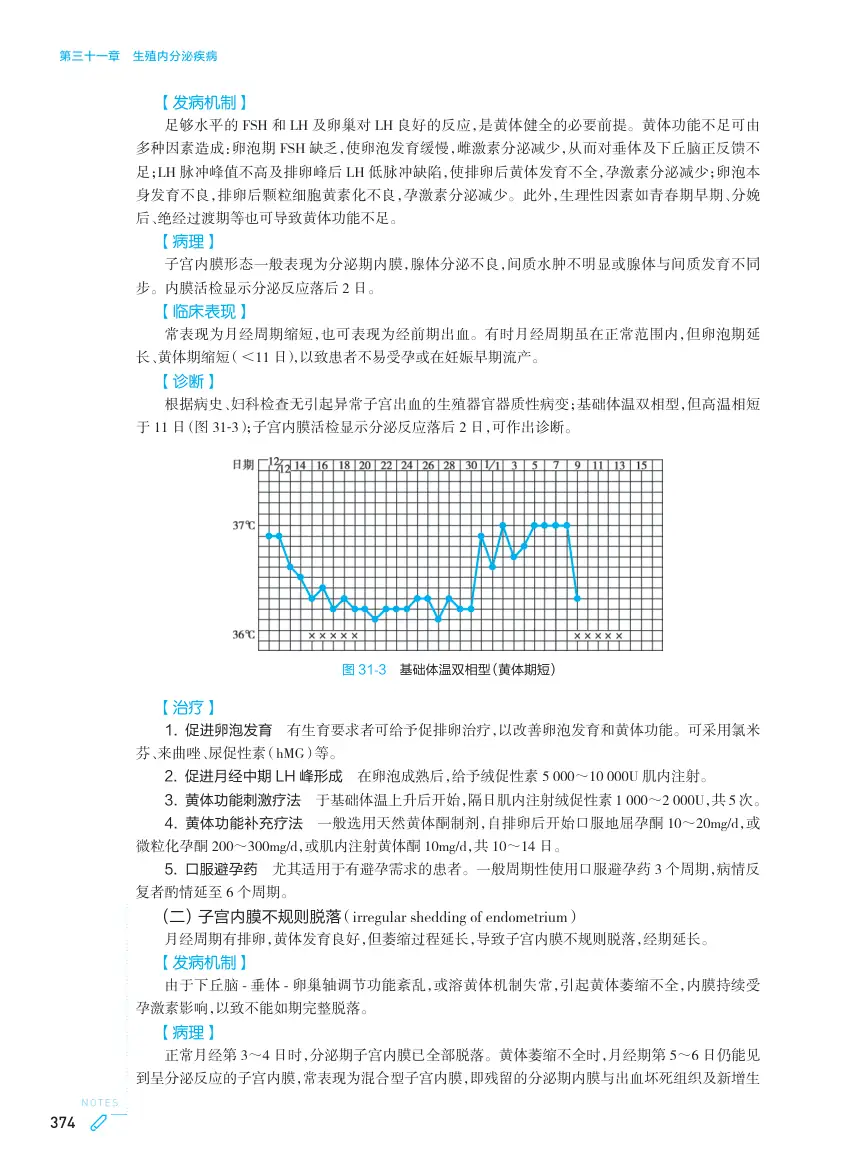 第三十一章 生殖内分泌疾病
【发病机制】
足够水平的 FSH 和 LH 及卵巢对 LH 良好的反应,是黄体健全的必要前提。黄体功能不足可由
多种因素造成:卵泡期 FSH 缺乏,使卵泡发育缓慢,雌激素分泌减少,从而对垂体及下丘脑正反馈不
足;LH 脉冲峰值不高及排卵峰后 LH 低脉冲缺陷,使排卵后黄体发育不全,孕激素分泌减少;卵泡本
身发育不良,排卵后颗粒细胞黄素化不良,孕激素分泌减少。此外,生理性因素如青春期早期、分娩
后、绝经过渡期等也可导致黄体功能不足。
【病理】
子宫内膜形态一般表现为分泌期内膜,腺体分泌不良,间质水肿不明显或腺体与间质发育不同
步。内膜活检显示分泌反应落后 2 日。
【临床表现】
常表现为月经周期缩短,也可表现为经前期出血。有时月经周期虽在正常范围内,但卵泡期延
长、黄体期缩短(<11 日),以致患者不易受孕或在妊娠早期流产。
【诊断】
根据病史、妇科检查无引起异常子宫出血的生殖器官器质性病变;基础体温双相型,但高温相短
于 11 日(图 31-3);子宫内膜活检显示分泌反应落后 2 日,可作出诊断。
日期 12/12 14 16 18 20 22 24 26 28 30 1/1 3 5 7 9 11 13 15
37℃
36℃ ××××× ×××××
图 31-3 基础体温双相型(黄体期短)
【治疗】
1. 促进卵泡发育 有生育要求者可给予促排卵治疗,以改善卵泡发育和黄体功能。可采用氯米
芬、来曲唑、尿促性素(hMG)等。
2. 促进月经中期 LH 峰形成 在卵泡成熟后,给予绒促性素 5 000～10 000U 肌内注射。
3. 黄体功能刺激疗法 于基础体温上升后开始,隔日肌内注射绒促性素 1 000～2 000U,共 5 次。
4. 黄体功能补充疗法 一般选用天然黄体酮制剂,自排卵后开始口服地屈孕酮 10～20mg/d,或
微粒化孕酮 200～300mg/d,或肌内注射黄体酮 10mg/d,共 10～14 日。
5. 口服避孕药 尤其适用于有避孕需求的患者。一般周期性使用口服避孕药 3 个周期,病情反
复者酌情延至 6 个周期。
(二)子宫内膜不规则脱落(irregular shedding of endometrium)
月经周期有排卵,黄体发育良好,但萎缩过程延长,导致子宫内膜不规则脱落,经期延长。
【发病机制】
由于下丘脑 - 垂体 - 卵巢轴调节功能紊乱,或溶黄体机制失常,引起黄体萎缩不全,内膜持续受
孕激素影响,以致不能如期完整脱落。
【病理】
正常月经第 3～4 日时,分泌期子宫内膜已全部脱落。黄体萎缩不全时,月经期第 5～6 日仍能见
到呈分泌反应的子宫内膜,常表现为混合型子宫内膜,即残留的分泌期内膜与出血坏死组织及新增生
NOTES
374